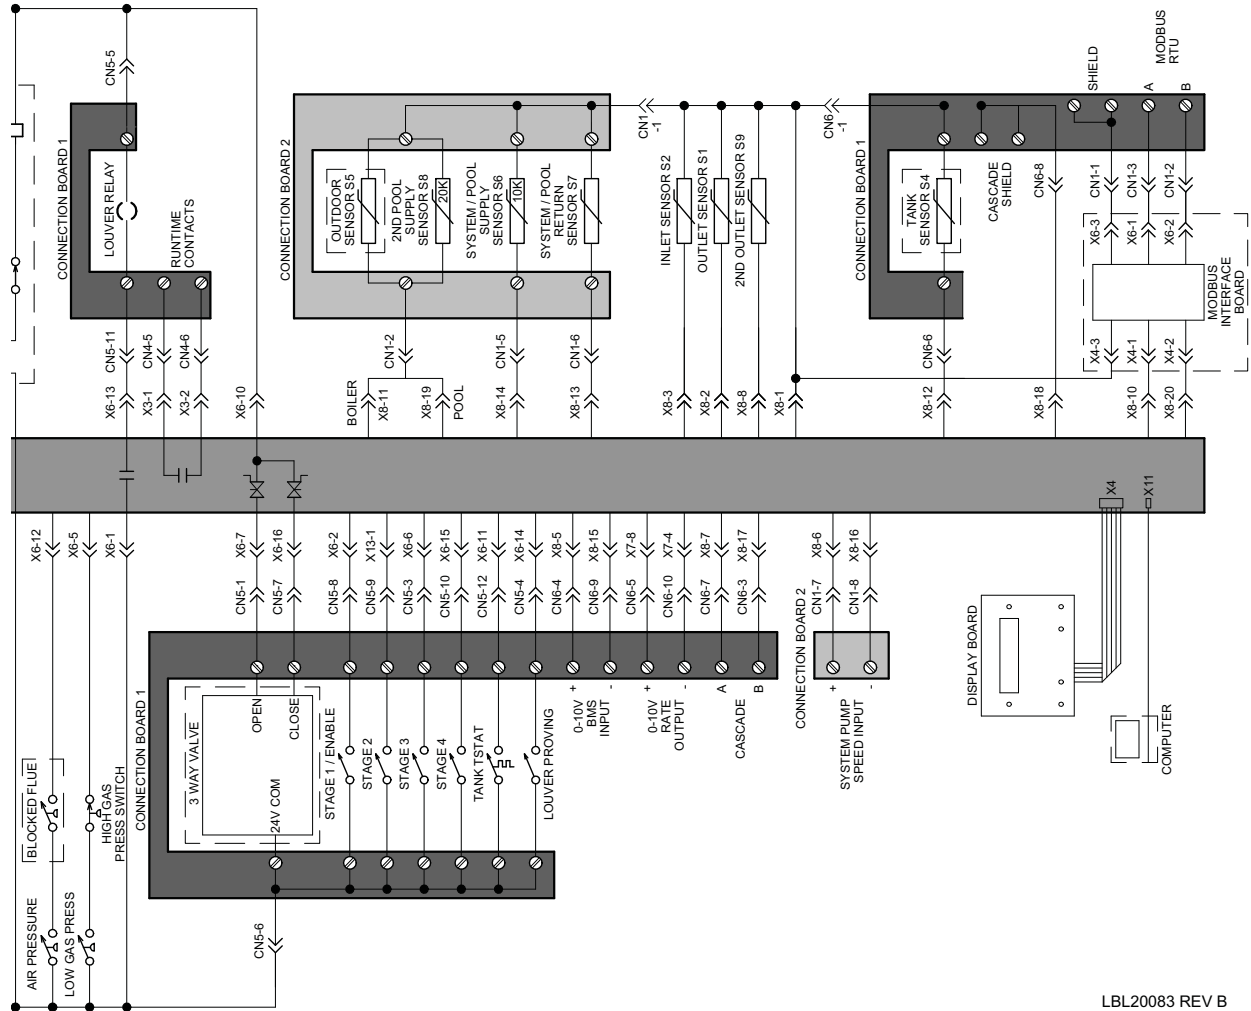 CN5-5
CONNECTION BOARD 1
LOUVER RELAY
RUNTIME
CONTACTS
CONNECTION BOARD 2
OUTDOOR
SENSOR S5
2ND POOL
SUPPLY
SENSOR S8
20K
SYSTEM / POOL
SUPPLY
SENSOR S6
10K
SYSTEM / POOL
RETURN
SENSOR S7
CN1
-1
INLET SENSOR S2
OUTLET SENSOR S1
2ND OUTLET SENSOR S9
CN6
-1
CONNECTION BOARD 1
TANK
SENSOR S4
CASCADE
SHIELD
CN6-8
SHIELD
MODBUS
RTU
A
B
CN1-1
CN1-3
CN1-2
X6-3
X6-1
X6-2
MODBUS
INTERFACE
BOARD
X4-3
X4-1
X4-2
CN5-11
CN4-5
CN4-6
CN1-2
CN1-5
CN1-6
CN6-6
X6-13
X3-1
X3-2
X6-10
BOILER
X8-11
X8-19
POOL
X8-14
X8-13
X8-3
X8-2
X8-8
X8-1
X8-12
X8-18
X8-10
X8-20
X4
X11
X6-12
X6-5
X6-1
X6-7
X6-16
X6-2
X13-1
X6-6
X6-15
X6-11
X6-14
X8-5
X8-15
X7-8
X7-4
X8-7
X8-17
X8-6
X8-16
CN5-1
CN5-7
CN5-8
CN5-9
CN5-3
CN5-10
CN5-12
CN5-4
CN6-4
CN6-9
CN6-5
CN6-10
CN6-7
CN6-3
CN1-7
CN1-8
CONNECTION BOARD 1
3 WAY VALVE
OPEN
CLOSE
24V COM
STAGE 1 / ENABLE
STAGE 2
STAGE 3
STAGE 4
TANK TSTAT
LOUVER PROVING
+
0-10V
BMS
INPUT
-
+
0-10V
RATE
OUTPUT
-
A
CASCADE
B
CONNECTION BOARD 2
+
SYSTEM PUMP
SPEED INPUT
-
DISPLAY BOARD
COMPUTER
BLOCKED FLUE
HIGH GAS
PRESS SWITCH
AIR PRESSURE
LOW GAS PRESS
CN5-6
LBL20083 REV B